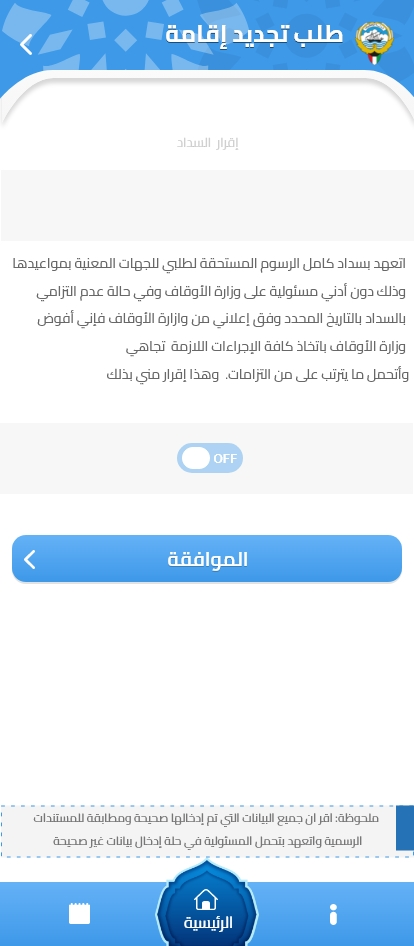 طلب تجديد إقامة
إقرار السداد
اتعهد بسداد كامل الرسوم المستحقة لطلبي للجهات المعنية بمواعيدها
وذلك دون أدنى مسئولية على وزارة الأوقاف وفي حالة عدم التزامي
بالسداد بالتاريخ المحدد وفق إعلاني من وازارة الأوقاف فإني أفوض
وزارة الأوقاف باتخاذ كافة الإجراءات اللازمة تجاهي
وأتحمل ما يترتب على من التزامات. وهذا إقرار مني بذلك
OFF
الموافقة
ملحوظة: اقر ان جميع البيانات التي تم إدخالها صحيحة ومطابقة للمستندات
الرسمية واتعهد بتحمل المسئولية في حلة إدخال بيانات غير صحيحة
الرئيسية